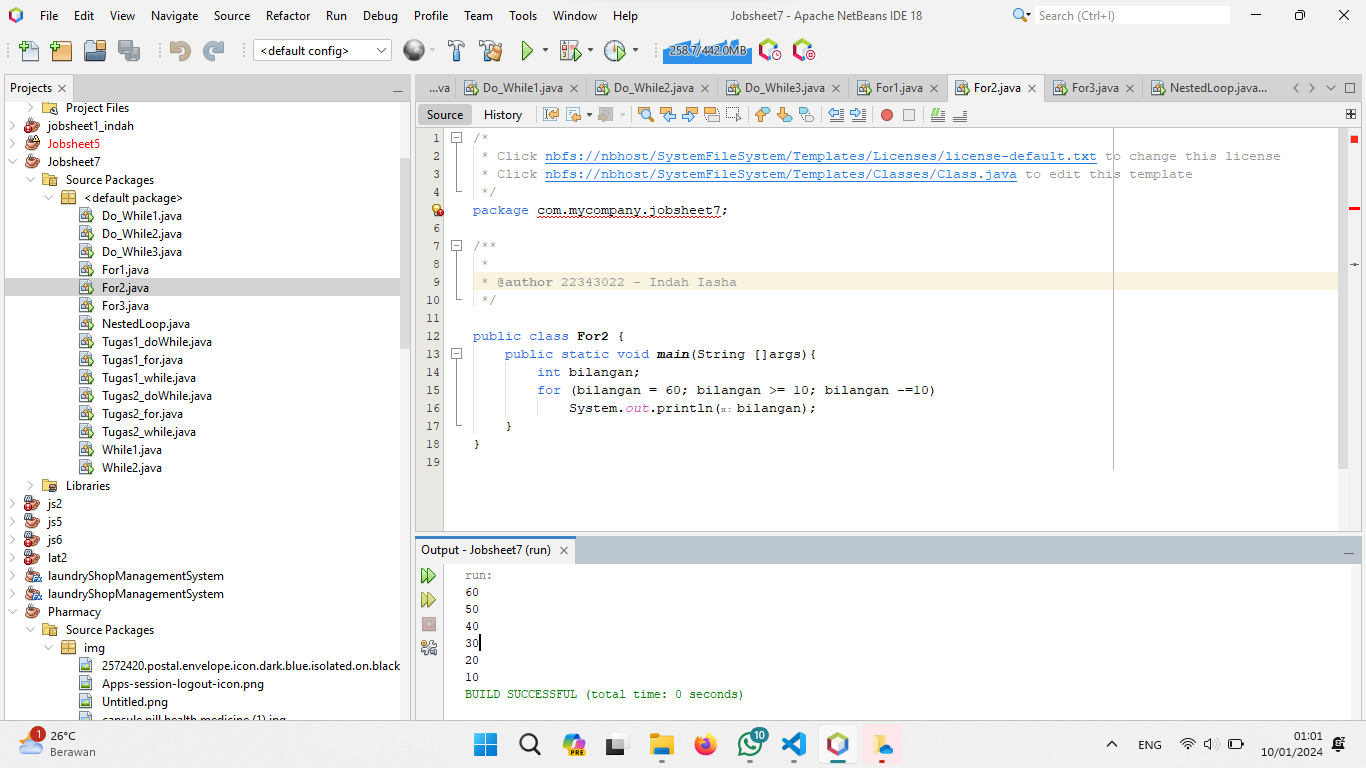 File Edit View Navigate Source Refactor Run Debug Profile Team Tools Window Help Jobsheet7 - Apache NetBeans IDE 18 Search (Ctrl+I)
<default config> 258.7/442.0MB
Projects
Project Files
jobsheet1_indah
Jobsheet5
Jobsheet7
Source Packages
<default package>
Do_While1.java
Do_While2.java
Do_While3.java
For1.java
For2.java
For3.java
NestedLoop.java
Tugas1_doWhile.java
Tugas1_for.java
Tugas1_while.java
Tugas2_doWhile.java
Tugas2_for.java
Tugas2_while.java
While1.java
While2.java
Libraries
js2
js5
js6
lat2
laundryShopManagementSystem
laundryShopManagementSystem
Pharmacy
Source Packages
img
2572420.postal.envelope.icon.dark.blue.isolated.on.black
Apps-session-logout-icon.png
Untitled.png
capsule pill health medicine (1).jpg
...va Do_While1.java Do_While2.java Do_While3.java For1.java For2.java For3.java NestedLoop.java...
Source History
1 /*
2 * Click nbfs://nbhost/SystemFileSystem/Templates/Licenses/license-default.txt to change this license
3 * Click nbfs://nbhost/SystemFileSystem/Templates/Classes/Class.java to edit this template
4 */
package com.mycompany.jobsheet7;
6
7 /**
8 *
9 * @author 22343022 - Indah Iasha
10 */
11
12 public class For2 {
13 public static void main(String []args){
14 int bilangan;
15 for (bilangan = 60; bilangan >= 10; bilangan -=10)
16 System.out.println(x: bilangan);
17 }
18 }
19
Output - Jobsheet7 (run)
run:
60
50
40
30
20
10
BUILD SUCCESSFUL (total time: 0 seconds)
1 26°C
Berawan
PRE
10
ENG
01:01
10/01/2024